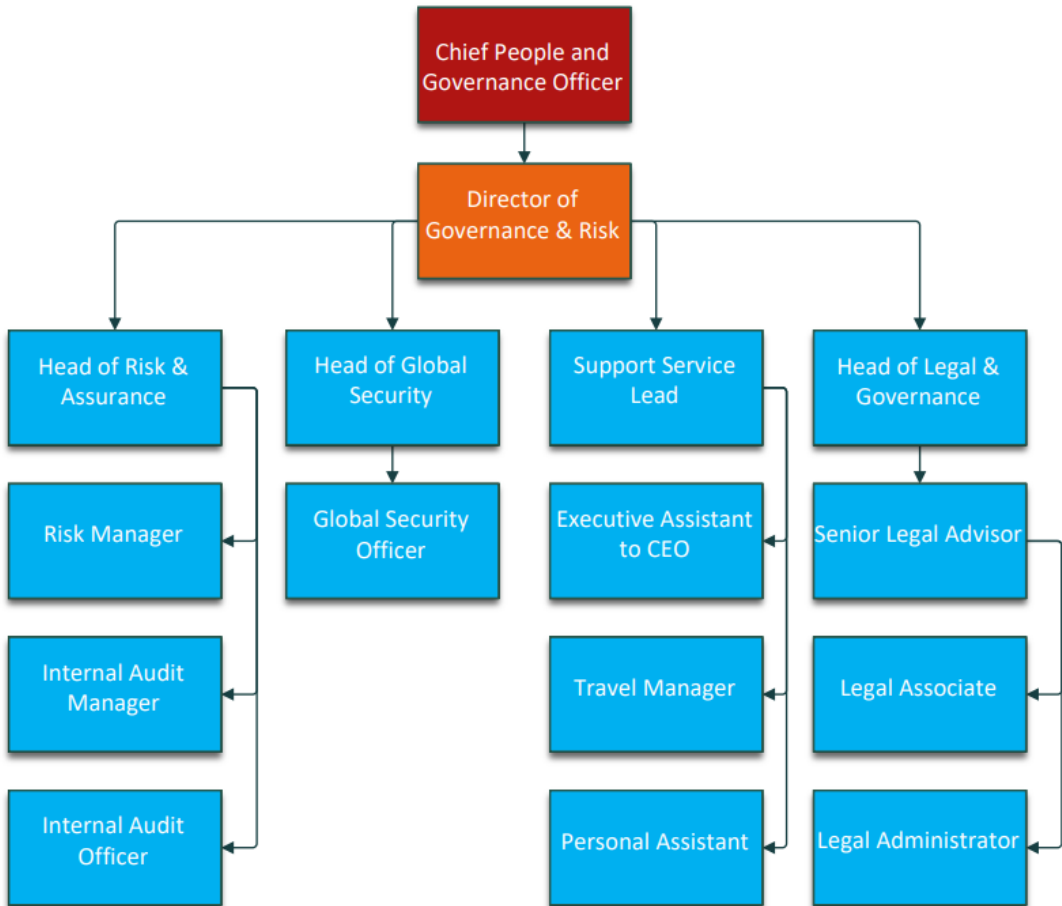 Chief People and
Governance Officer
Director of
Governance & Risk
Head of Risk &
Assurance
Head of Global
Security
Support Service
Lead
Head of Legal &
Governance
Risk Manager
Global Security
Officer
Executive Assistant
to CEO
Senior Legal Advisor
Internal Audit
Manager
Travel Manager
Legal Associate
Internal Audit
Officer
Personal Assistant
Legal Administrator